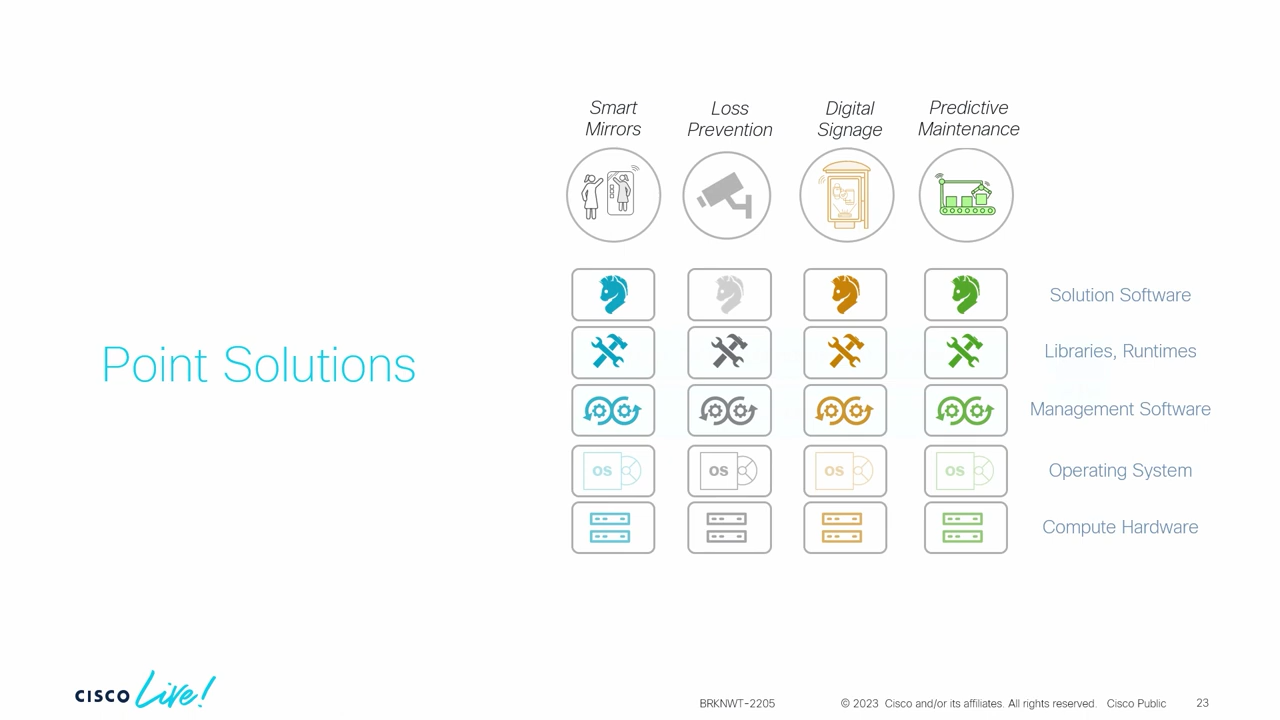 Smart
Mirrors
Loss
Prevention
Digital
Signage
Predictive
Maintenance
Solution Software
Libraries, Runtimes
Point Solutions
Management Software
OS
OS
OS
OS
Operating System
Compute Hardware
CISCO Live!
BRKNWT-2205
© 2023 Cisco and/or its affiliates. All rights reserved. Cisco Public
23